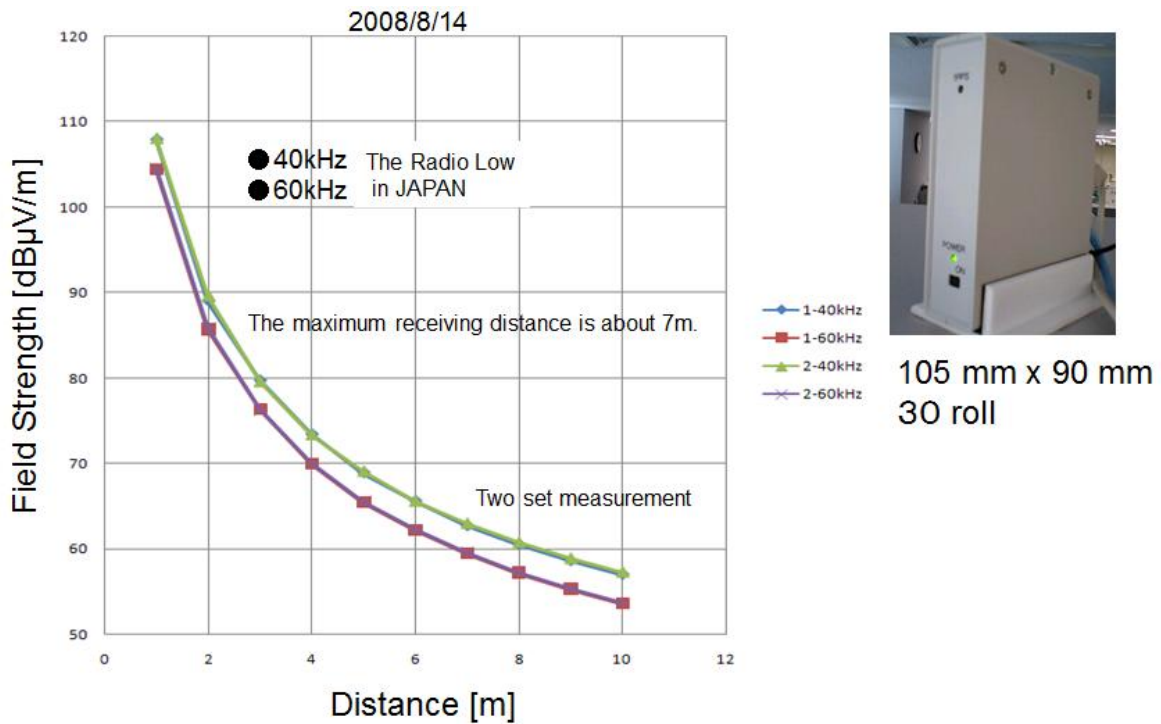 2008/8/14
120
110
100
90
80
70
60
50
0
2
4
6
8
10
12
Field Strength [dBµV/m]
Distance [m]
●40kHz
●60kHz
The Radio Low
in JAPAN
The maximum receiving distance is about 7m.
Two set measurement
1-40kHz
1-60kHz
2-40kHz
2-60kHz
POWER
ON
105 mm x 90 mm
30 roll